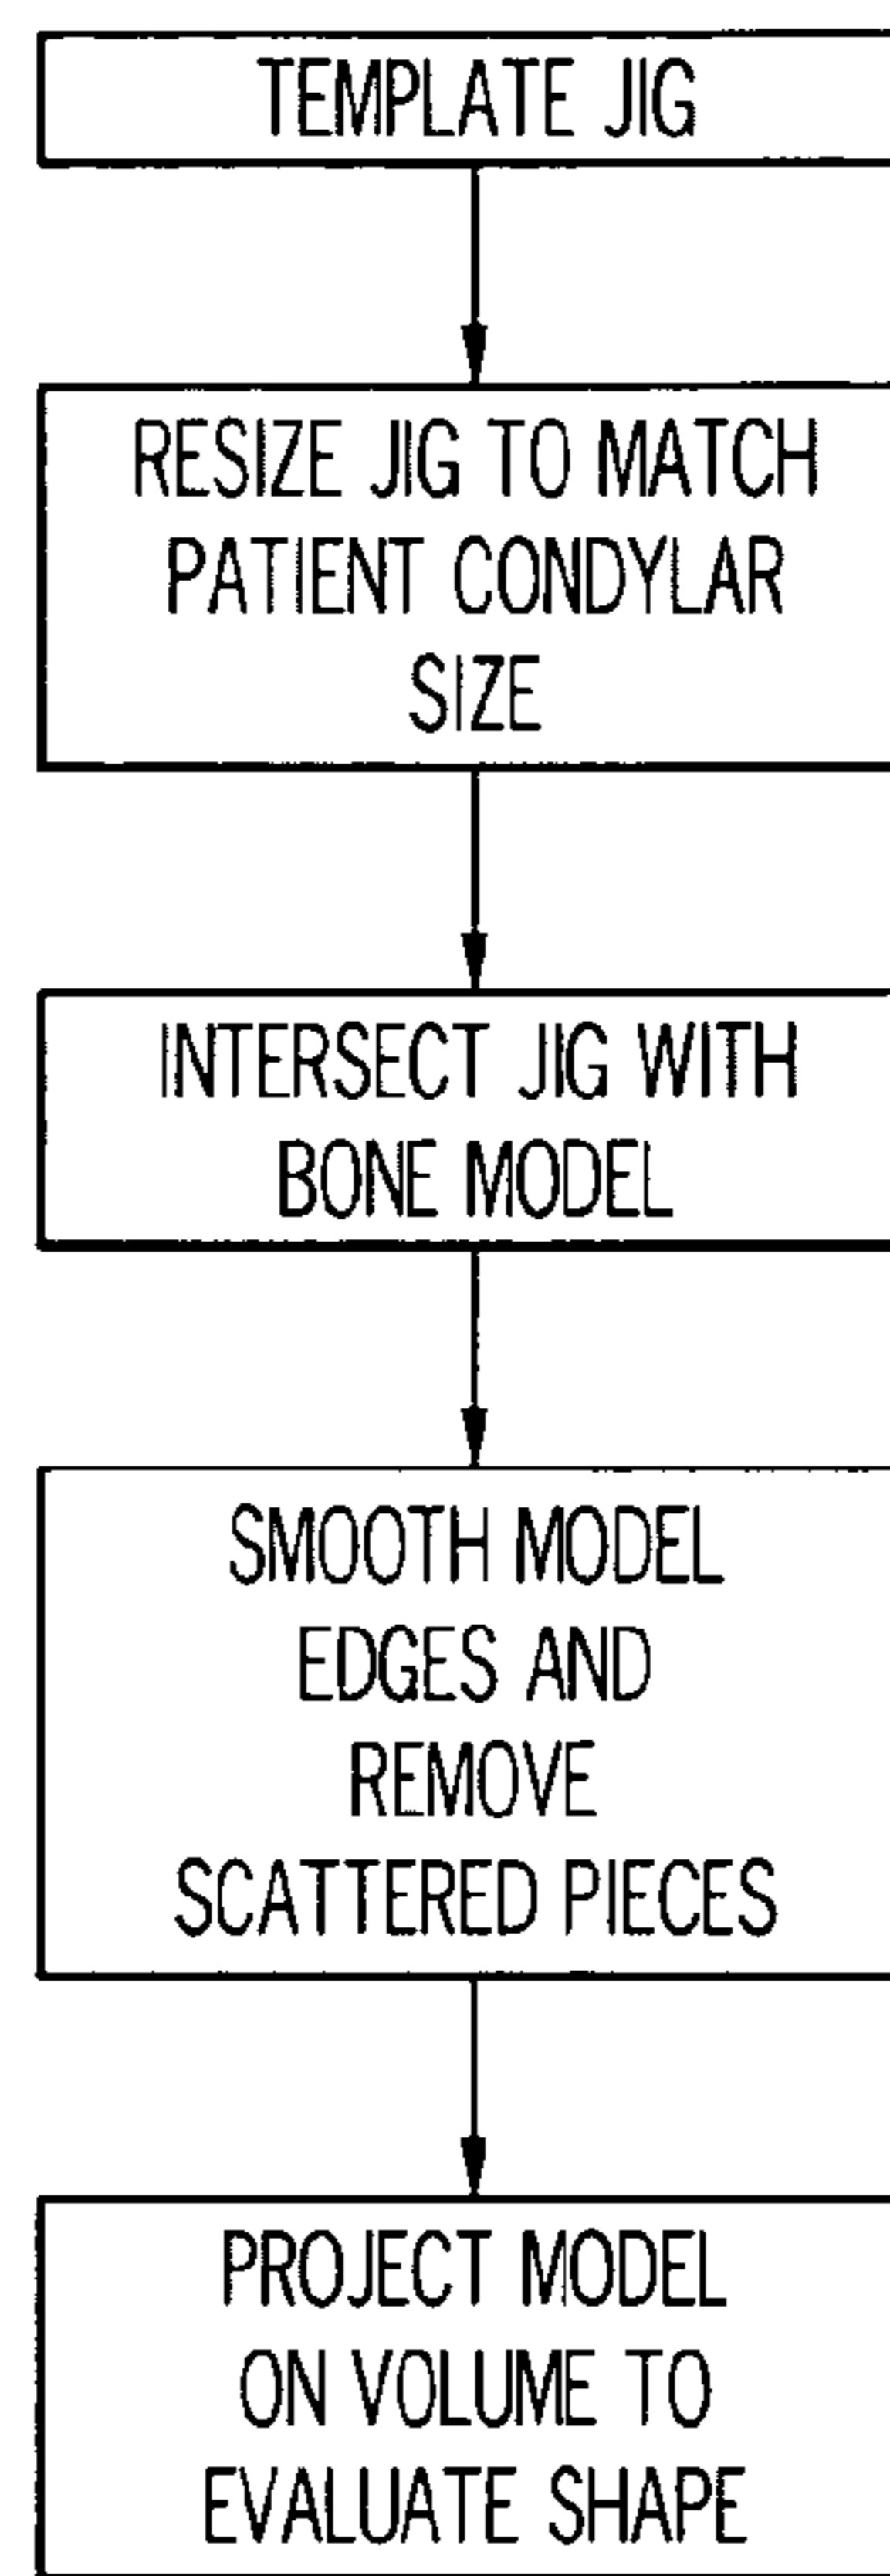 TEMPLATE JIG
RESIZE JIG TO MATCH
PATIENT CONDYLAR
SIZE
INTERSECT JIG WITH
BONE MODEL
SMOOTH MODEL
EDGES AND
REMOVE
SCATTERED PIECES
PROJECT MODEL
ON VOLUME TO
EVALUATE SHAPE